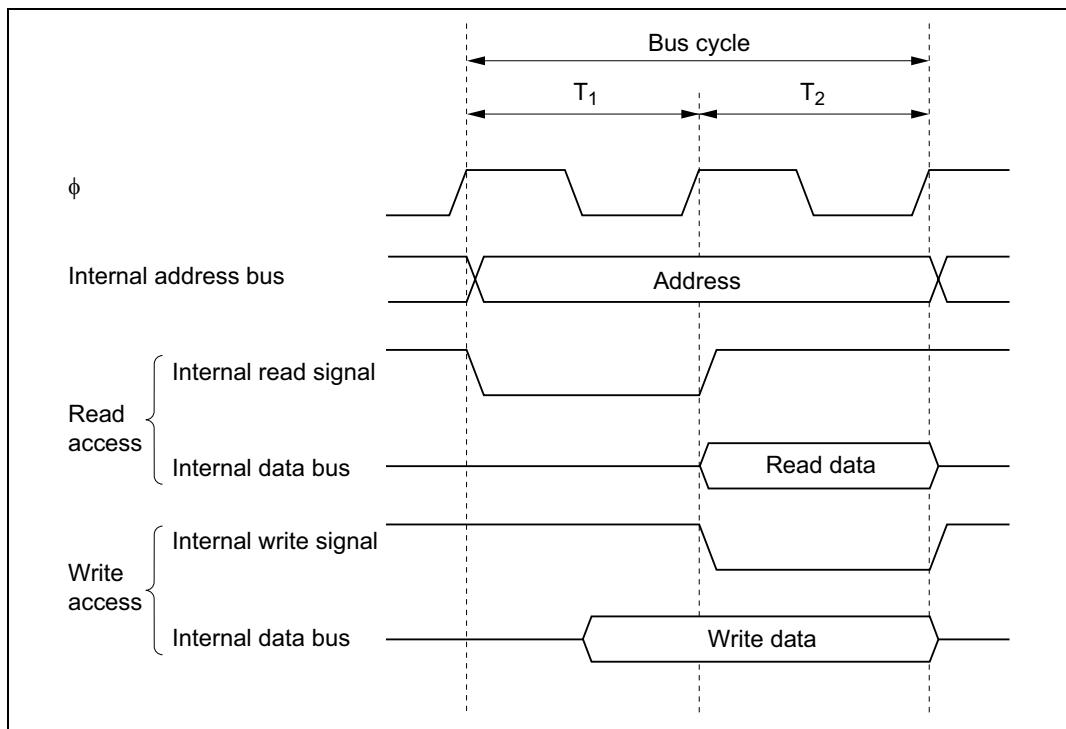 Bus cycle
T₁ T₂
ϕ
Internal address bus Address
Internal read signal
Read
access
Internal data bus Read data
Internal write signal
Write
access
Internal data bus Write data